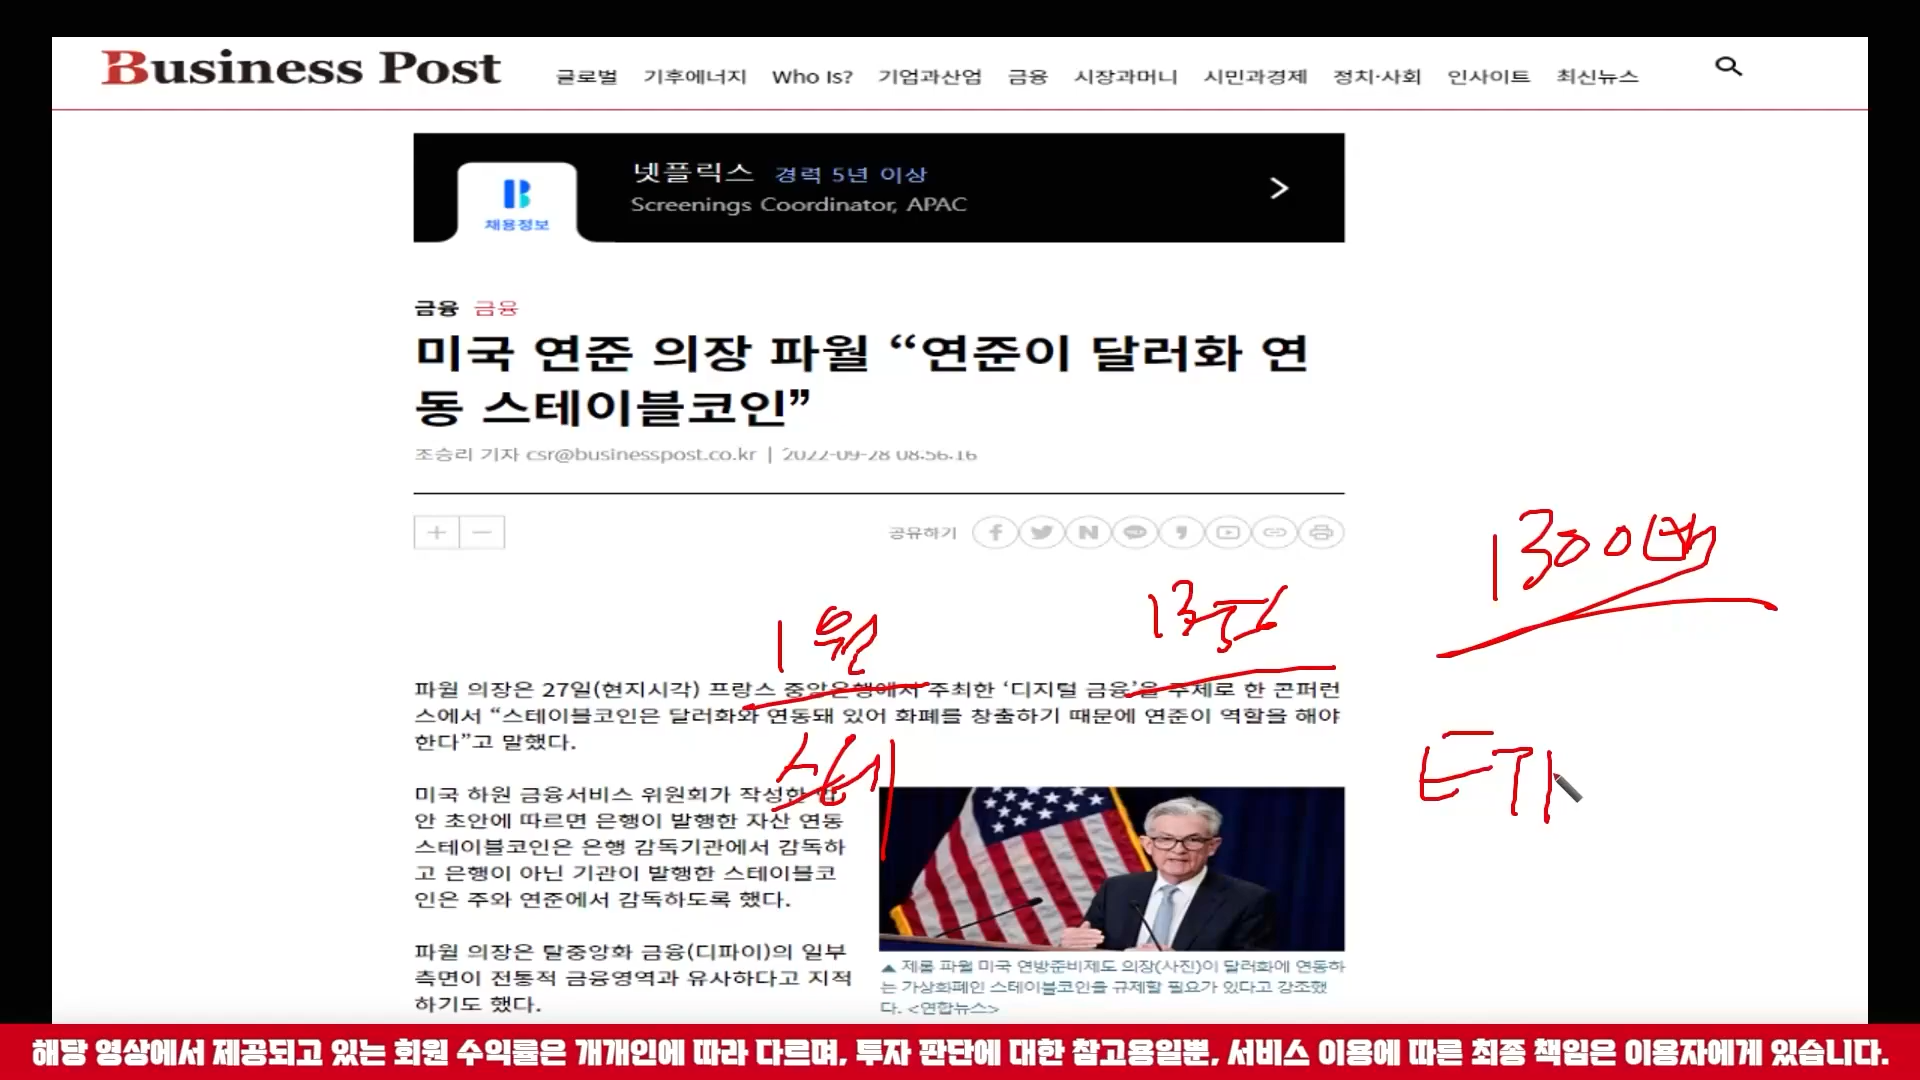 Business Post 글로벌 기후에너지 Who Is? 기업과산업 금융 시장과머니 시민과경제 정치·사회 인사이트 최신뉴스
넷플릭스 경력 5년 이상
Screenings Coordinator, APAC
채용정보
금융 금융
미국 연준 의장 파월 “연준이 달러화 연
동 스테이블코인”
조승리 기자 csr@businesspost.co.kr | 2022-09-28 08:56:16
공유하기
1300
1원
파월 의장은 27일(현지시각) 프랑스 중앙은행에서 주최한 ‘디지털 금융’을 주제로 한 콘퍼런
스에서 “스테이블코인은 달러화와 연동돼 있어 화폐를 창출하기 때문에 연준이 역할을 해야
한다”고 말했다.
스테
미국 하원 금융서비스 위원회가 작성한 법
안 초안에 따르면 은행이 발행한 자산 연동
스테이블코인은 은행 감독기관에서 감독하
고 은행이 아닌 기관이 발행한 스테이블코
인은 주와 연준에서 감독하도록 했다.
파월 의장은 탈중앙화 금융(디파이)의 일부
측면이 전통적 금융영역과 유사하다고 지적
하기도 했다.
▲ 제롬 파월 미국 연방준비제도 의장(사진)이 달러화에 연동하
는 가상화폐인 스테이블코인을 규제할 필요가 있다고 강조했
다. <연합뉴스>
해당 영상에서 제공되고 있는 회원 수익률은 개개인에 따라 다르며, 투자 판단에 대한 참고용일뿐, 서비스 이용에 따른 최종 책임은 이용자에게 있습니다.